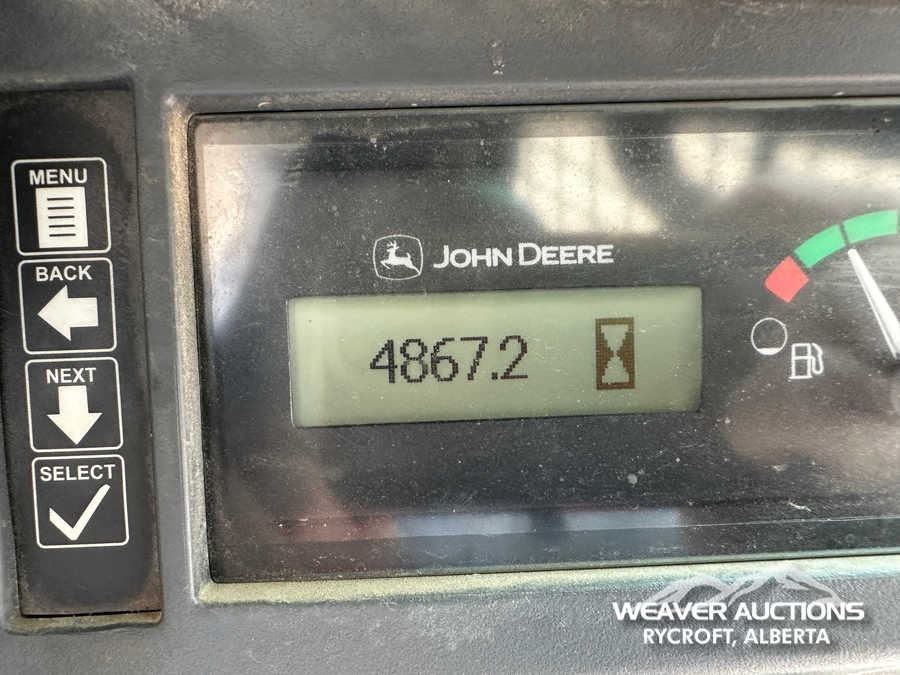 MENU
BACK
NEXT
SELECT
JOHN DEERE
4867.2
WEAVER AUCTIONS
RYCROFT, ALBERTA